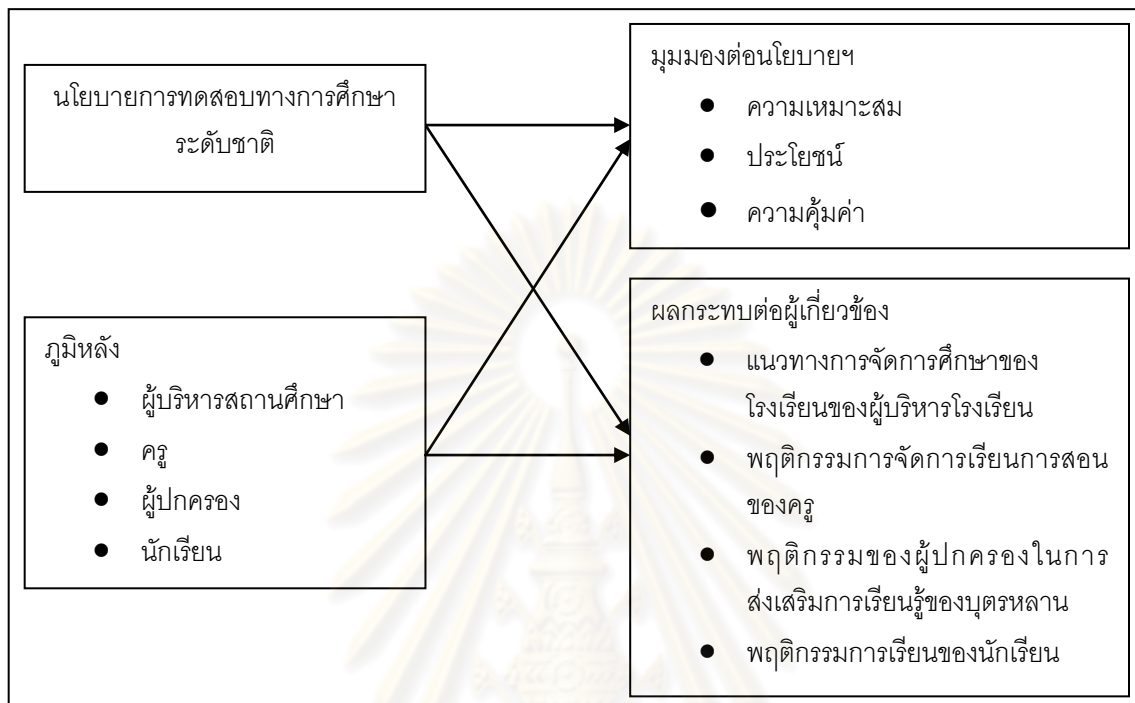 นโยบายการทดสอบทางการศึกษา
ระดับชาติ
ภูมิหลัง
● ผู้บริหารสถานศึกษา
● ครู
● ผู้ปกครอง
● นักเรียน
มุมมองต่อนโยบายฯ
● ความเหมาะสม
● ประโยชน์
● ความคุ้มค่า
ผลกระทบต่อผู้เกี่ยวข้อง
● แนวทางการจัดการศึกษาของ
โรงเรียนของผู้บริหารโรงเรียน
● พฤติกรรมการจัดการเรียนการสอน
ของครู
● พฤติกรรมของผู้ปกครองในการ
ส่งเสริมการเรียนรู้ของบุตรหลาน
● พฤติกรรมการเรียนของนักเรียน